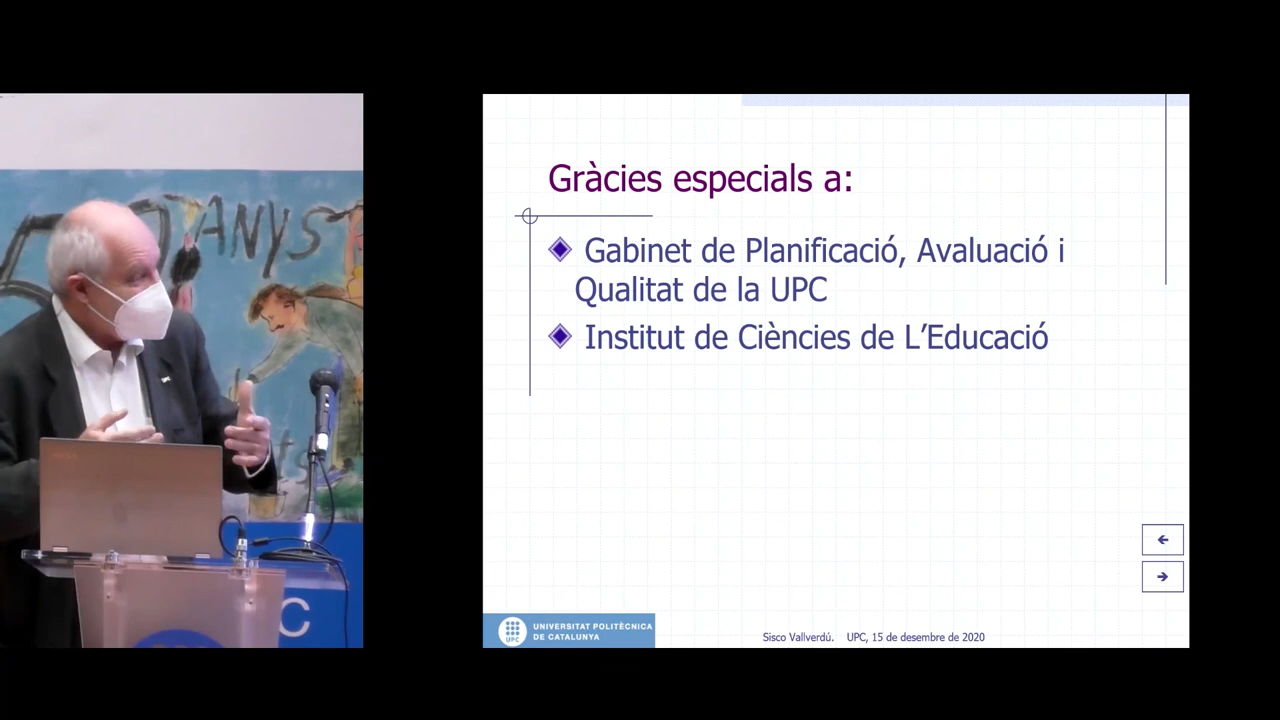 ANYS
C
Gràcies especials a:
Gabinet de Planificació, Avaluació i
Qualitat de la UPC
Institut de Ciències de L’Educació
UPC
UNIVERSITAT POLITÈCNICA
DE CATALUNYA
Sisco Vallverdú. UPC, 15 de desembre de 2020